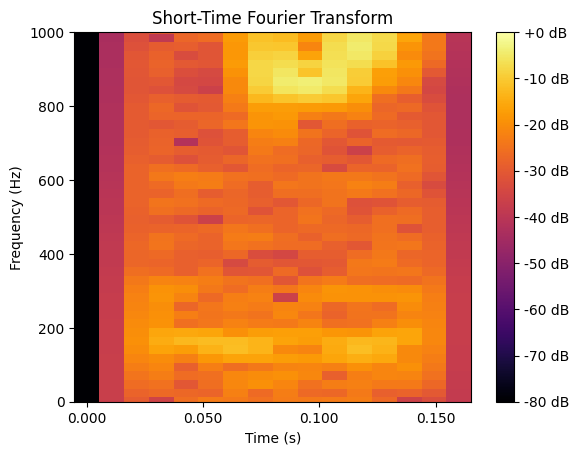 Short-Time Fourier Transform
Frequency (Hz)
1000
800
600
400
200
0
0.000 0.050 0.100 0.150
Time (s)
+0 dB
-10 dB
-20 dB
-30 dB
-40 dB
-50 dB
-60 dB
-70 dB
-80 dB